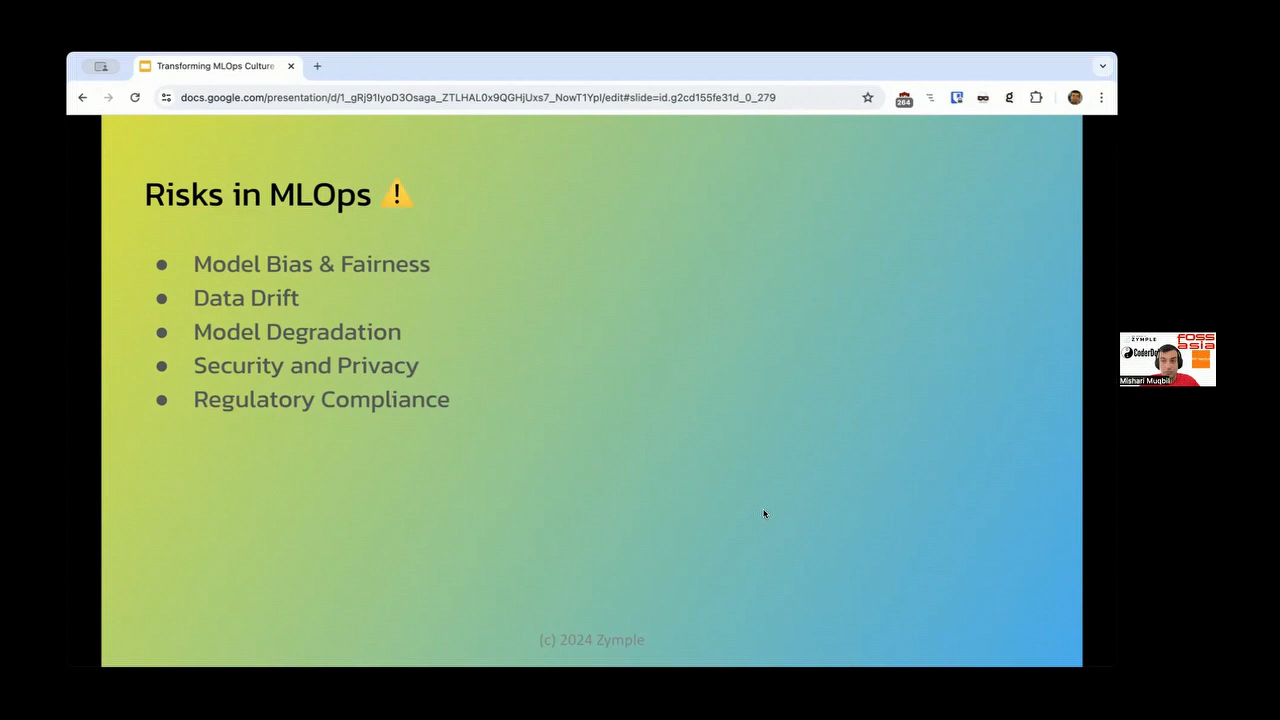 Transforming MLOps Culture
docs.google.com/presentation/d/1_gRj91IyoD3Osaga_ZTLHAL0x9QGHjUxs7_NowT1YpI/edit#slide=id.g2cd155fe31d_0_279
264
Risks in MLOps ⚠️
● Model Bias & Fairness
● Data Drift
● Model Degradation
● Security and Privacy
● Regulatory Compliance
(c) 2024 Zymple
ZYMPLE
FOSS
ASIA
Mishari Muqbil